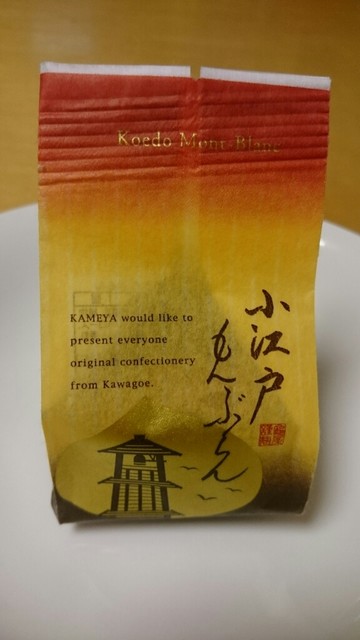 Koedo Mont-Blanc
KAMEYA would like to
present everyone
original confectionery
from Kawagoe.
小江戸
もんぶらん